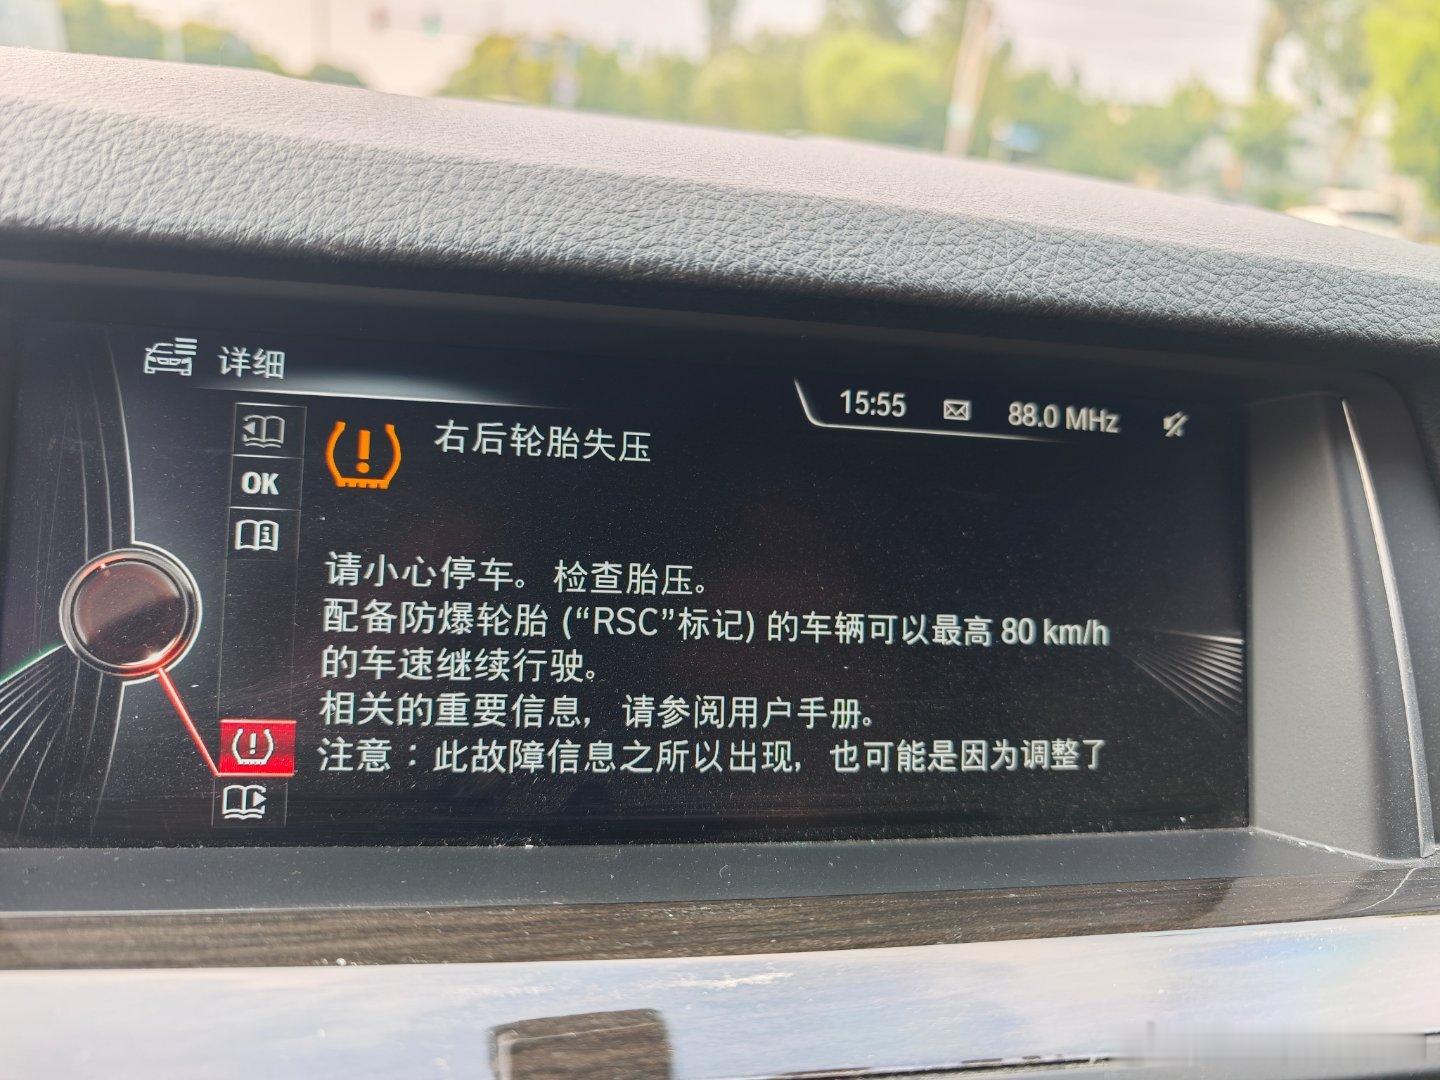 详细
15:55
88.0 MHz
OK
右后轮胎失压
请小心停车。检查胎压。
配备防爆轮胎 (“RSC”标记) 的车辆可以最高 80 km/h
的车速继续行驶。
相关的重要信息，请参阅用户手册。
注意：此故障信息之所以出现，也可能是因为调整了